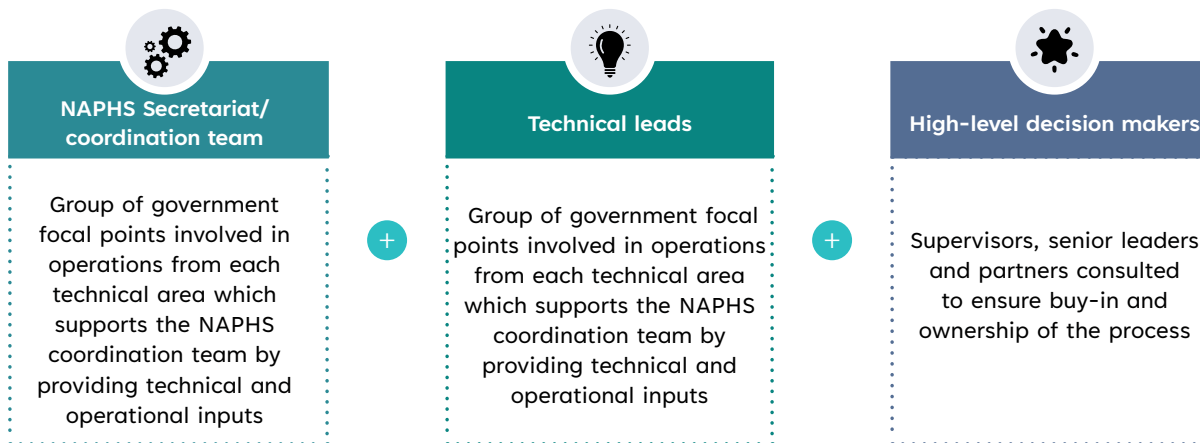 NAPHS Secretariat/
coordination team
Group of government
focal points involved in
operations from each
technical area which
supports the NAPHS
coordination team by
providing technical and
operational inputs
+
Technical leads
Group of government focal
points involved in operations
from each technical area
which supports the NAPHS
coordination team by
providing technical and
operational inputs
+
High-level decision makers
Supervisors, senior leaders
and partners consulted
to ensure buy-in and
ownership of the process